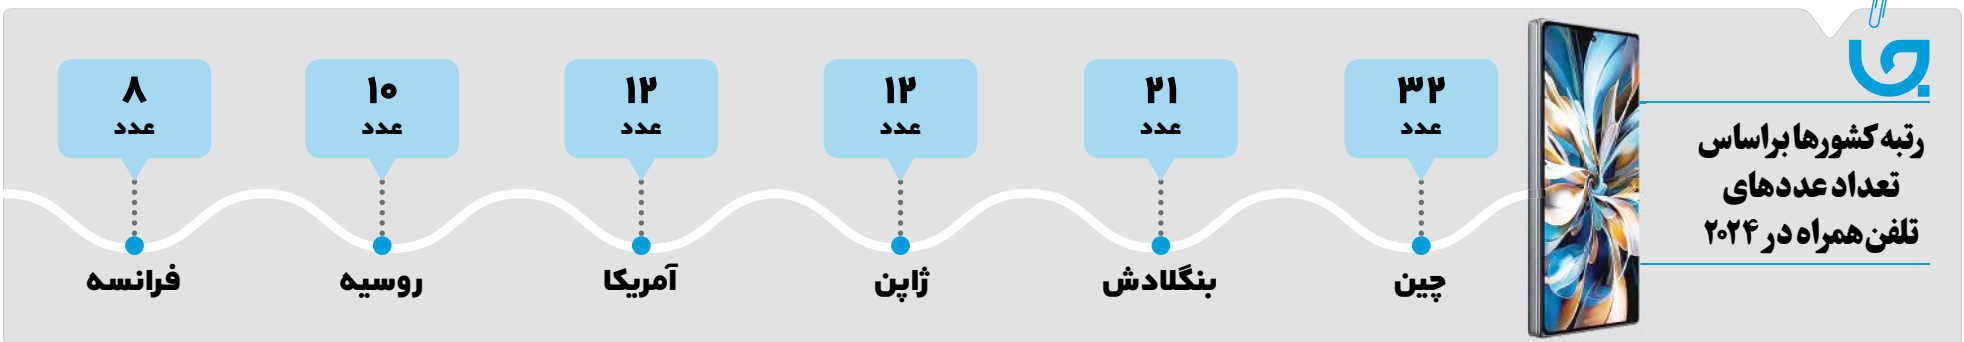 رتبه کشورها براساس
تعداد عددهای
تلفن همراه در ۲۰۲۴
۳۲
عدد
چین
۲۱
عدد
بنگلادش
۱۲
عدد
ژاپن
۱۲
عدد
آمریکا
۱۰
عدد
روسیه
۸
عدد
فرانسه